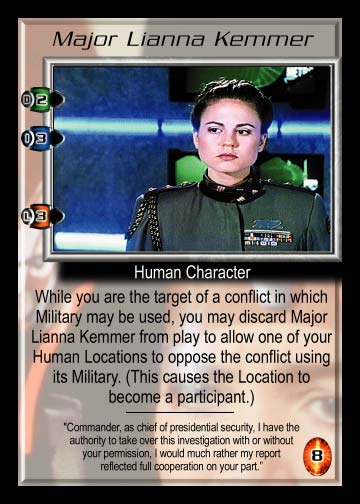 Major Lianna Kemmer
D 2
I 3
L 3
Human Character
While you are the target of a conflict in which
Military may be used, you may discard Major
Lianna Kemmer from play to allow one of your
Human Locations to oppose the conflict using
its Military. (This causes the Location to
become a participant.)
"Commander, as chief of presidential security, I have the
authority to take over this investigation with or without
your permission, I would much rather my report
reflected full cooperation on your part."
8